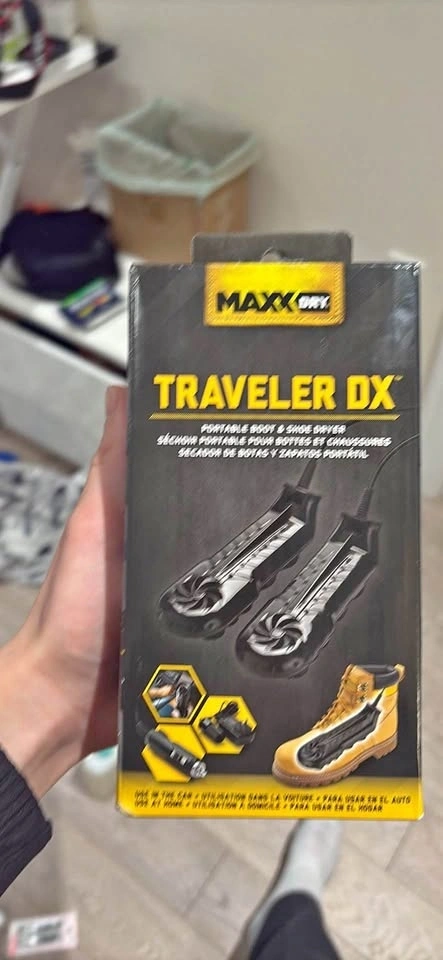 MAXX DRY
TRAVELER DX™
PORTABLE BOOT & SHOE DRYER
SÉCHOIR PORTABLE POUR BOTTES ET CHAUSSURES
SECADOR DE BOTAS Y ZAPATOS PORTÁTIL
USE IN THE CAR • UTILISATION DANS LA VOITURE • PARA USAR EN EL AUTO
USE AT HOME • UTILISATION A DOMICILE • PARA USAR EN EL HOGAR